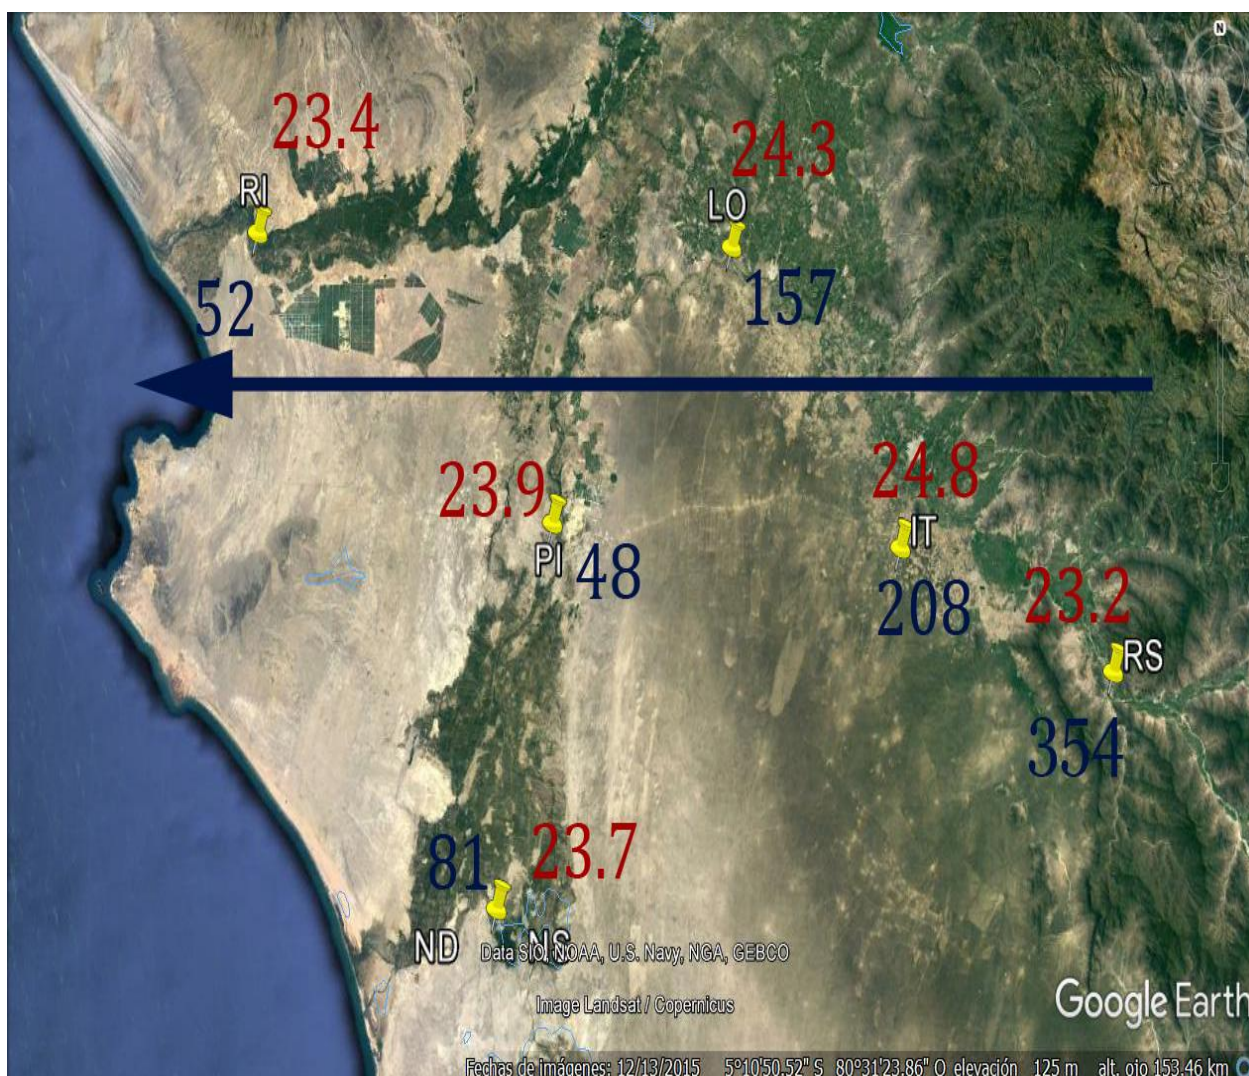 N
23.4
24.3
RI
LO
52
157
24.8
23.9
IT
PI
48
208
23.2
RS
354
81
23.7
ND
NS
Data SIO, NOAA, U.S. Navy, NGA, GEBCO
Image Landsat / Copernicus
Google Earth
Fechas de imágenes: 12/13/2015 5°10'50.52" S 80°31'23.86" O elevación 125 m alt. ojo 153.46 km